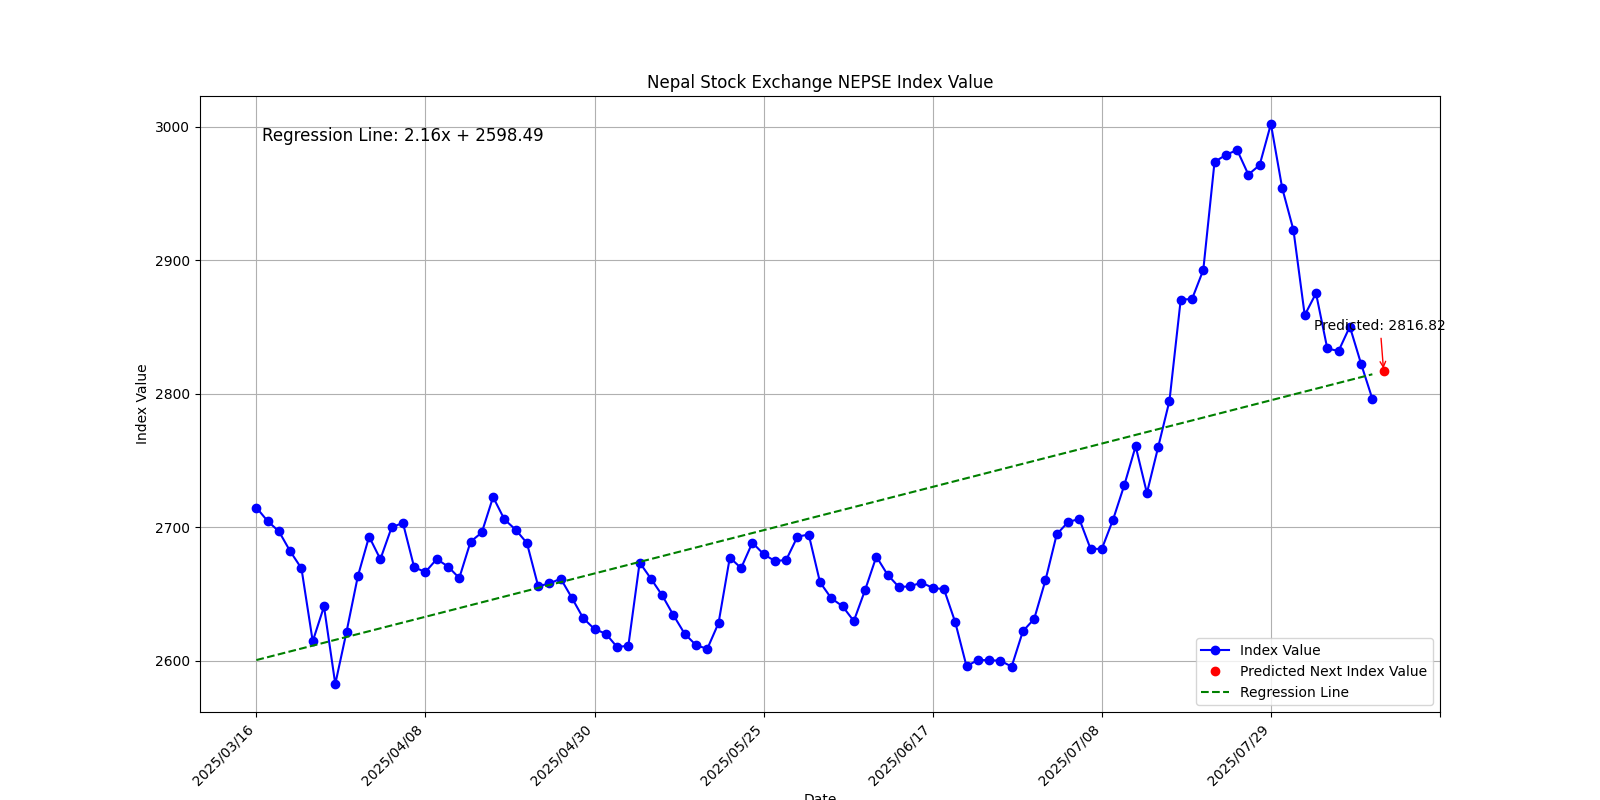 Nepal Stock Exchange NEPSE Index Value
Regression Line: 2.16x + 2598.49
3000
2900
2800
2700
2600
Index Value
Predicted: 2816.82
Index Value
Predicted Next Index Value
Regression Line
2025/03/16
2025/04/08
2025/04/30
2025/05/25
2025/06/17
2025/07/08
2025/07/29
Date